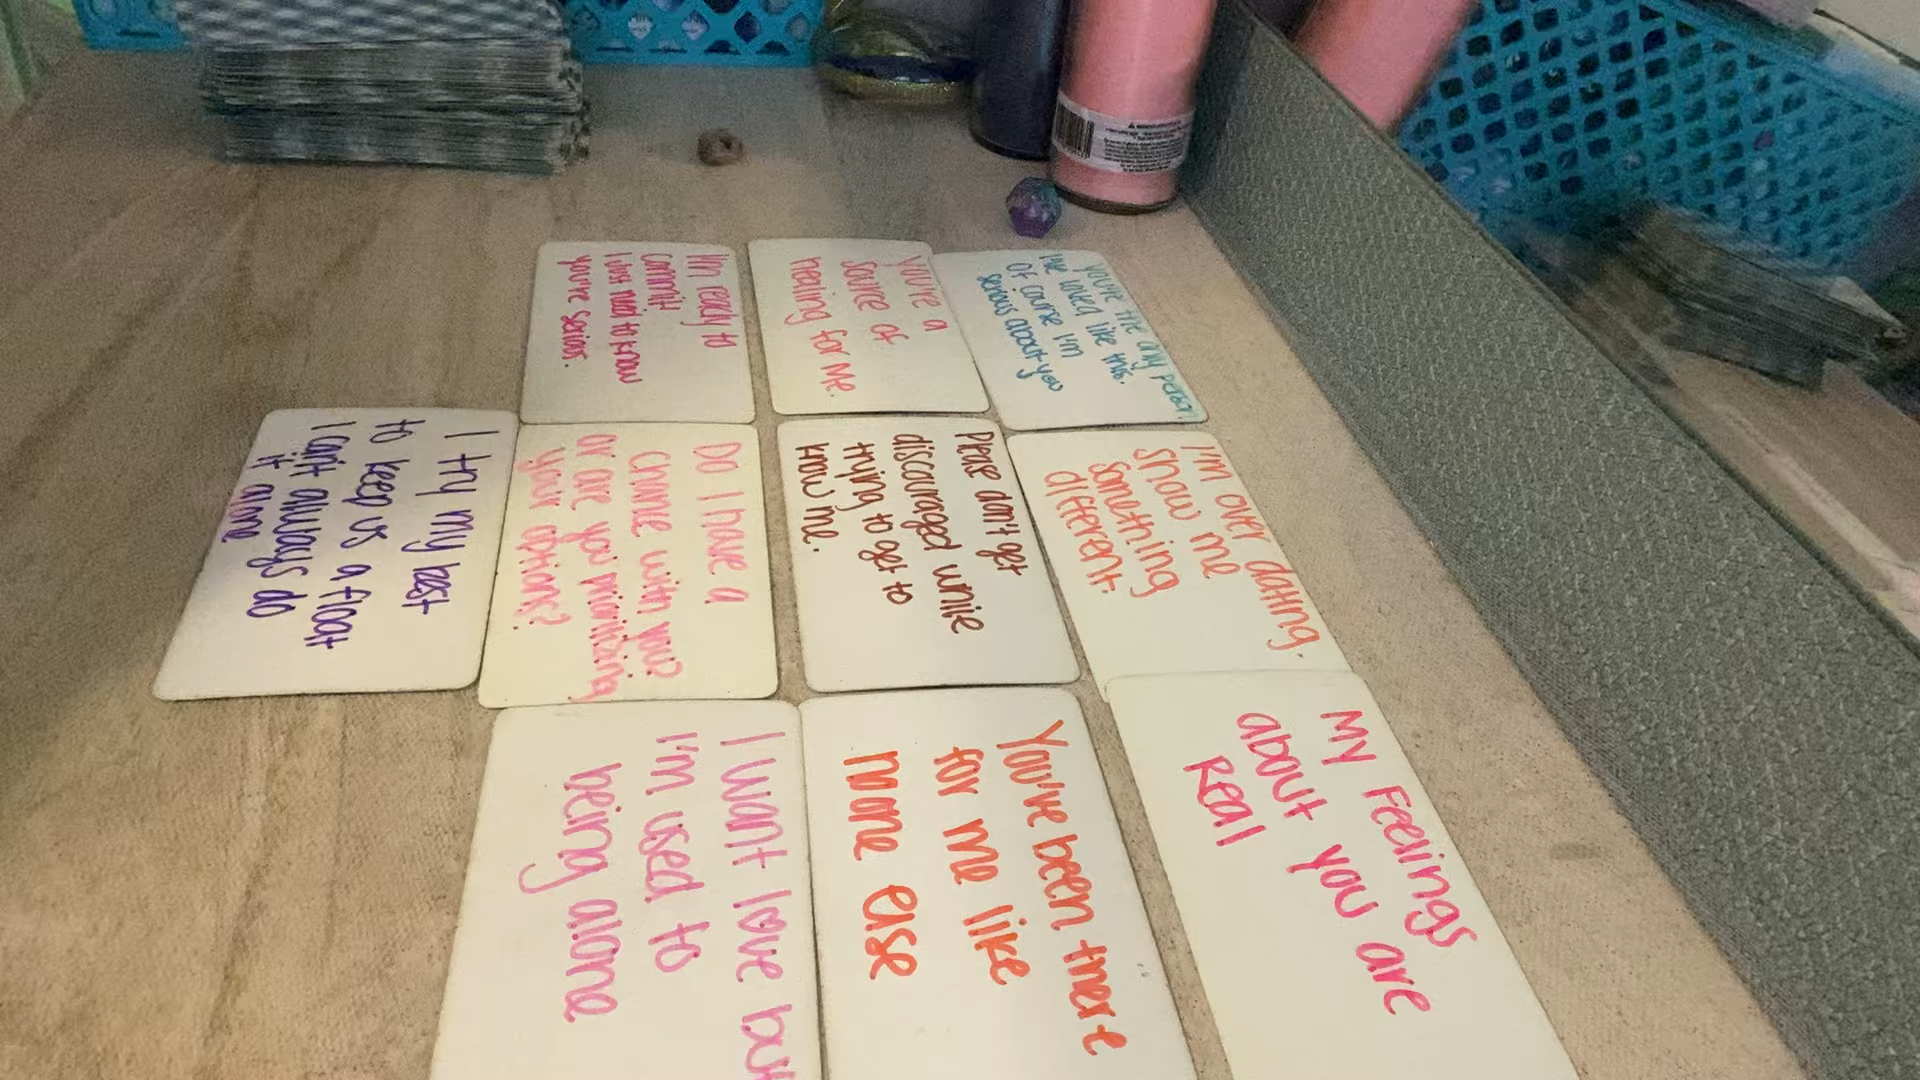 I'm ready to
commit
I just need to know
you're serious.
You're a
source of
healing for me.
you're the only person
I've loved like this.
Of course I'm
serious about you
I try my best
to keep us a float
I can't always do
it alone
Do I have a
chance with you?
or are you prioritizing
your options?
Please don't get
discouraged while
trying to get to
know me.
I'm over dating.
show me
something
different.
I want love but
I'm used to
being alone
You've been there
for me like
no one else
My Feelings
about you are
Real